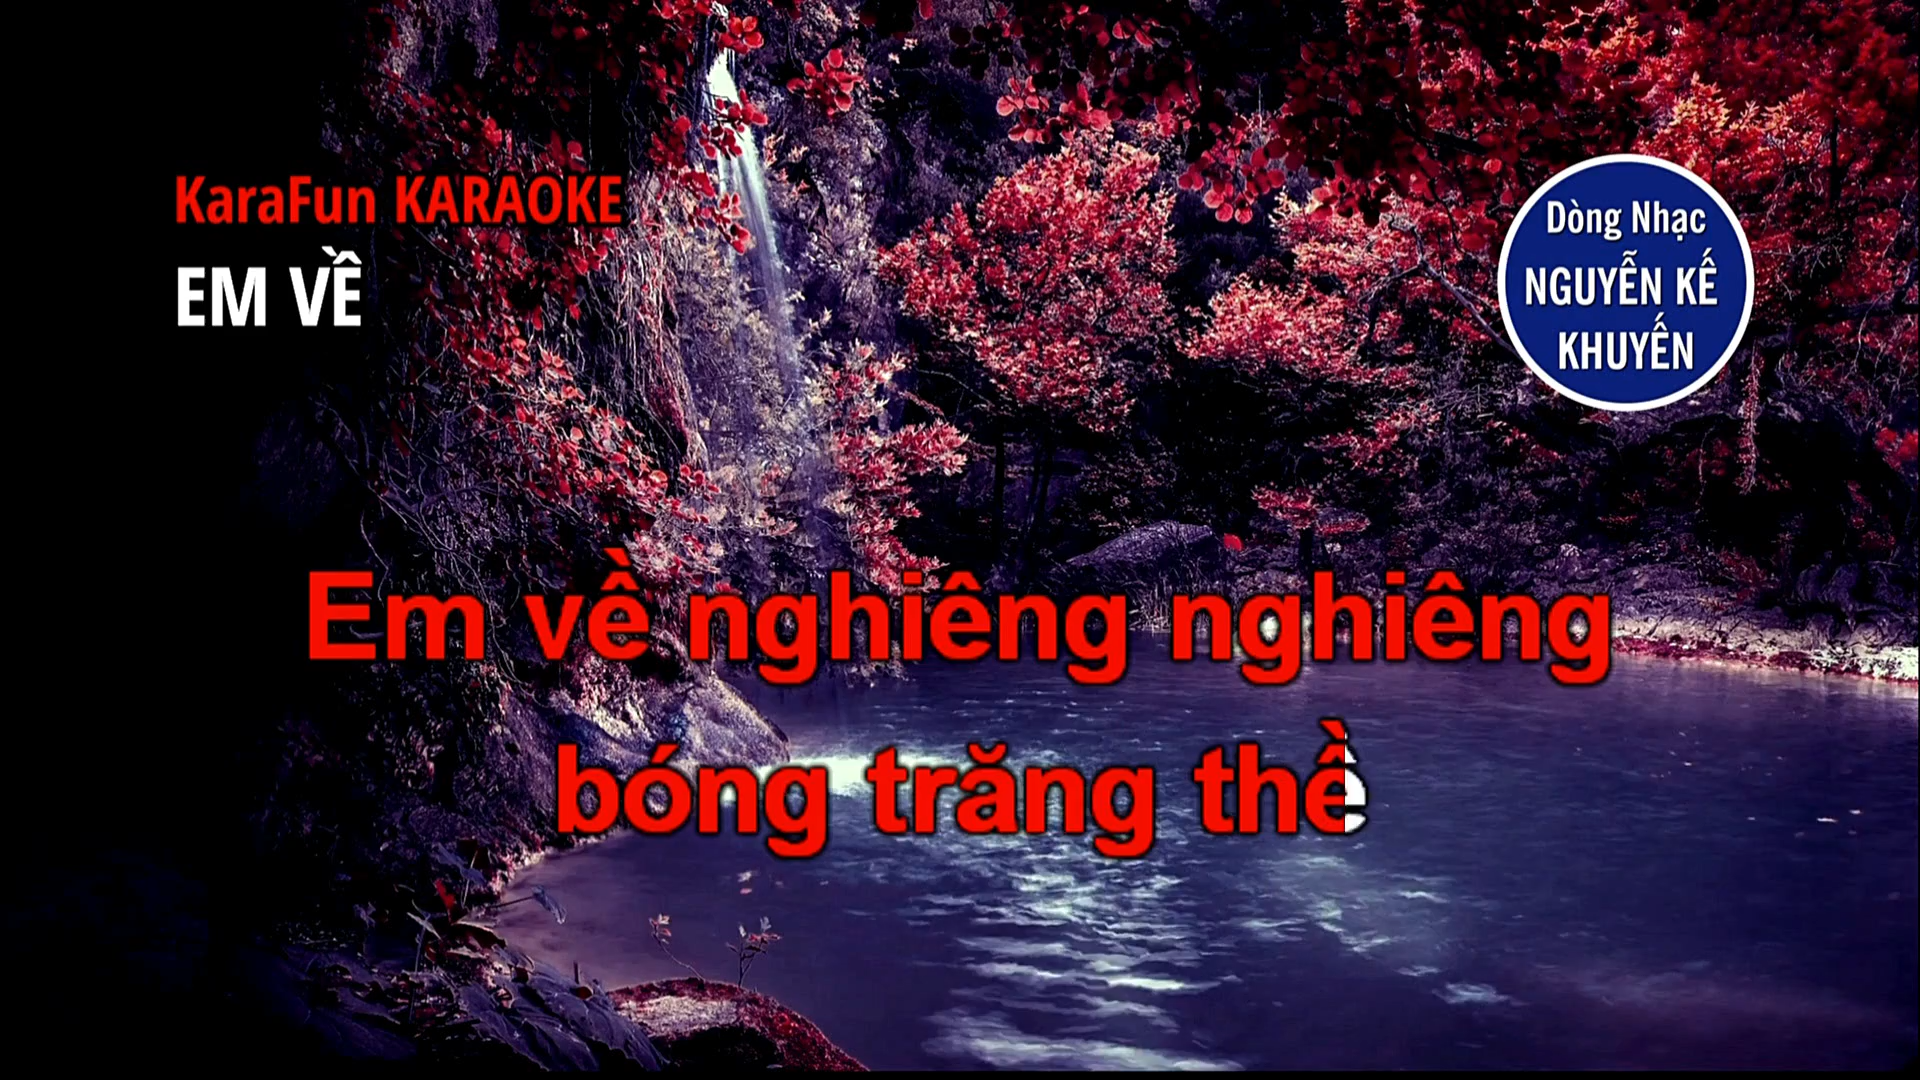 KaraFun KARAOKE
EM VỀ
Dòng Nhạc
NGUYỄN KẾ
KHUYẾN
Em về nghiêng nghiêng
bóng trăng thề